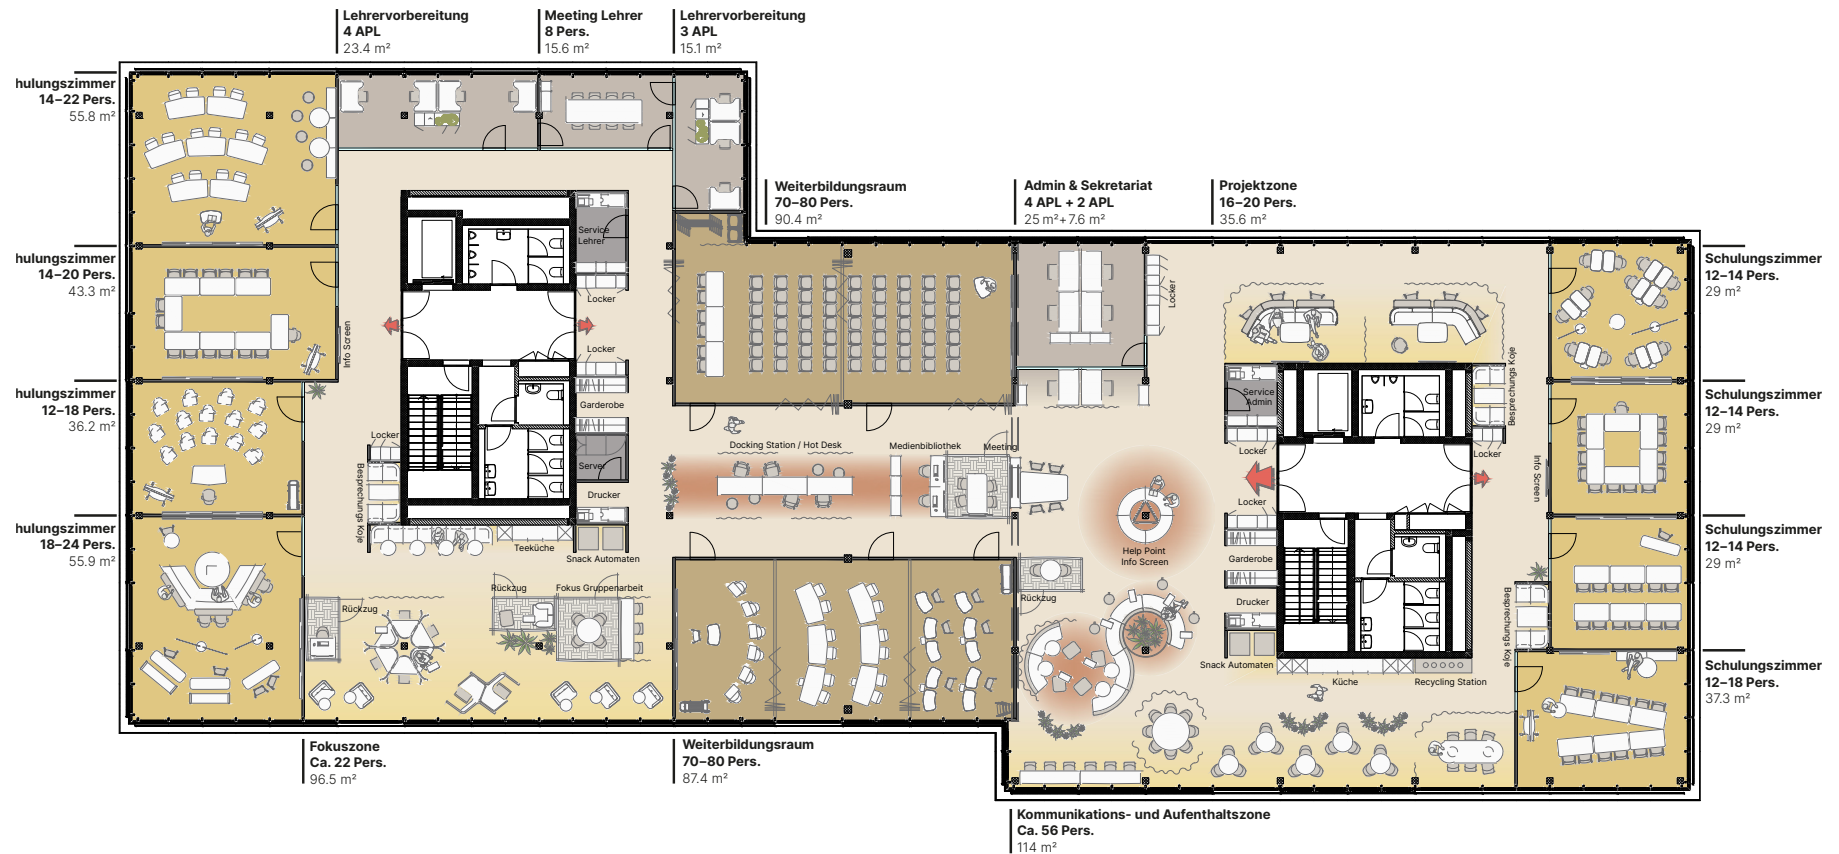 Lehrervorbereitung
4 APL
23.4 m²
Meeting Lehrer
8 Pers.
15.6 m²
Lehrervorbereitung
3 APL
15.1 m²
hulungszimmer
14–22 Pers.
55.8 m²
hulungszimmer
14–20 Pers.
43.3 m²
hulungszimmer
12–18 Pers.
36.2 m²
hulungszimmer
18–24 Pers.
55.9 m²
Weiterbildungsraum
70–80 Pers.
90.4 m²
Admin & Sekretariat
4 APL + 2 APL
25 m²+7.6 m²
Projektzone
16–20 Pers.
35.6 m²
Schulungszimmer
12–14 Pers.
29 m²
Schulungszimmer
12–14 Pers.
29 m²
Schulungszimmer
12–14 Pers.
29 m²
Schulungszimmer
12–18 Pers.
37.3 m²
Service
Lehrer
Locker
Locker
Info Screen
Garderobe
Locker
Besprechungs Koje
Server
Drucker
Teeküche
Snack Automaten
Rückzug
Rückzug
Fokus Gruppenarbeit
Docking Station / Hot Desk
Medienbibliothek
Meeting
Locker
Help Point
Info Screen
Rückzug
Service
Admin
Locker
Locker
Garderobe
Drucker
Snack Automaten
Besprechungs Koje
Locker
Info Screen
Besprechungs Koje
Küche
Recycling Station
Fokuszone
Ca. 22 Pers.
96.5 m²
Weiterbildungsraum
70–80 Pers.
87.4 m²
Kommunikations- und Aufenthaltszone
Ca. 56 Pers.
114 m²